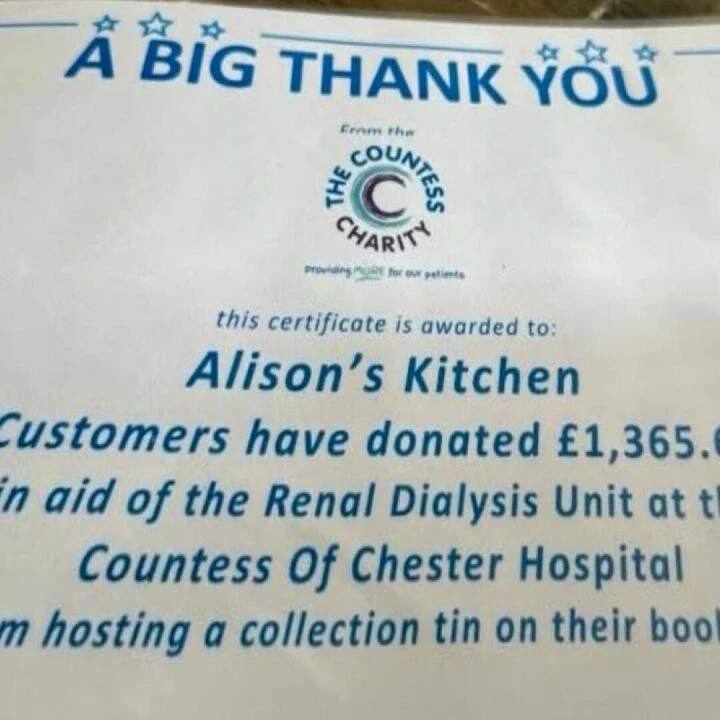 A BIG THANK YOU
From the
THE COUNTESS
CHARITY
Providing MORE for our patients
this certificate is awarded to:
Alison's Kitchen
Customers have donated £1,365.
in aid of the Renal Dialysis Unit at
Countess Of Chester Hospital
hosting a collection tin on their